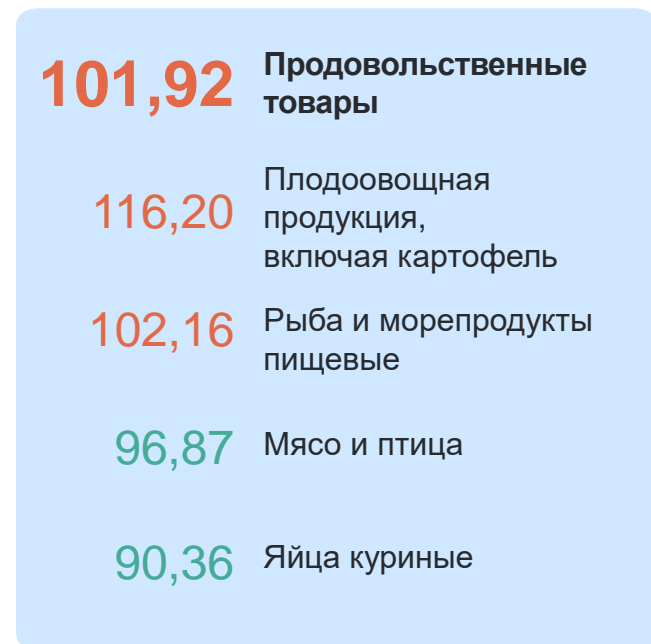 101,92 Продовольственные
товары
116,20 Плодоовощная
продукция,
включая картофель
102,16 Рыба и морепродукты
пищевые
96,87 Мясо и птица
90,36 Яйца куриные